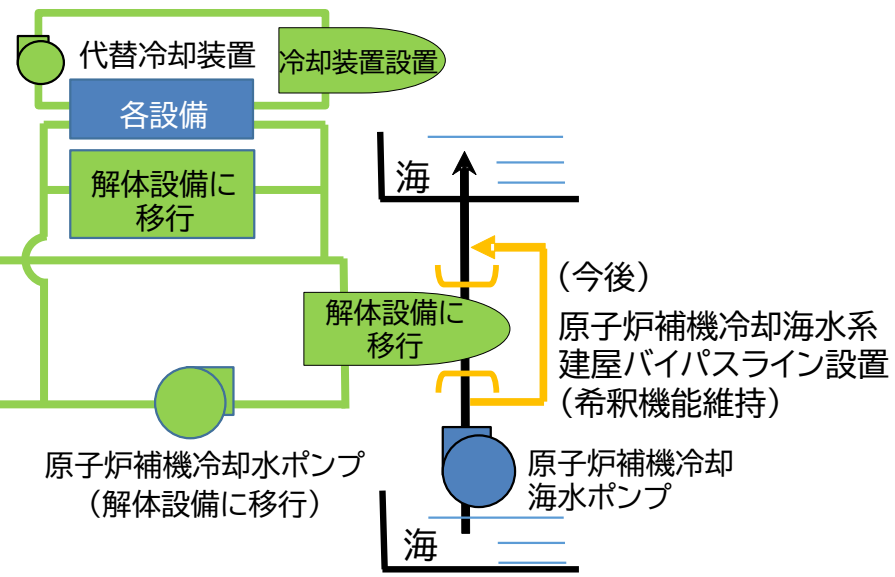 代替冷却装置
冷却装置設置
各設備
解体設備に
移行
海
(今後)
原子炉補機冷却海水系
建屋バイパスライン設置
(希釈機能維持)
解体設備に
移行
原子炉補機冷却水ポンプ
(解体設備に移行)
原子炉補機冷却
海水ポンプ
海